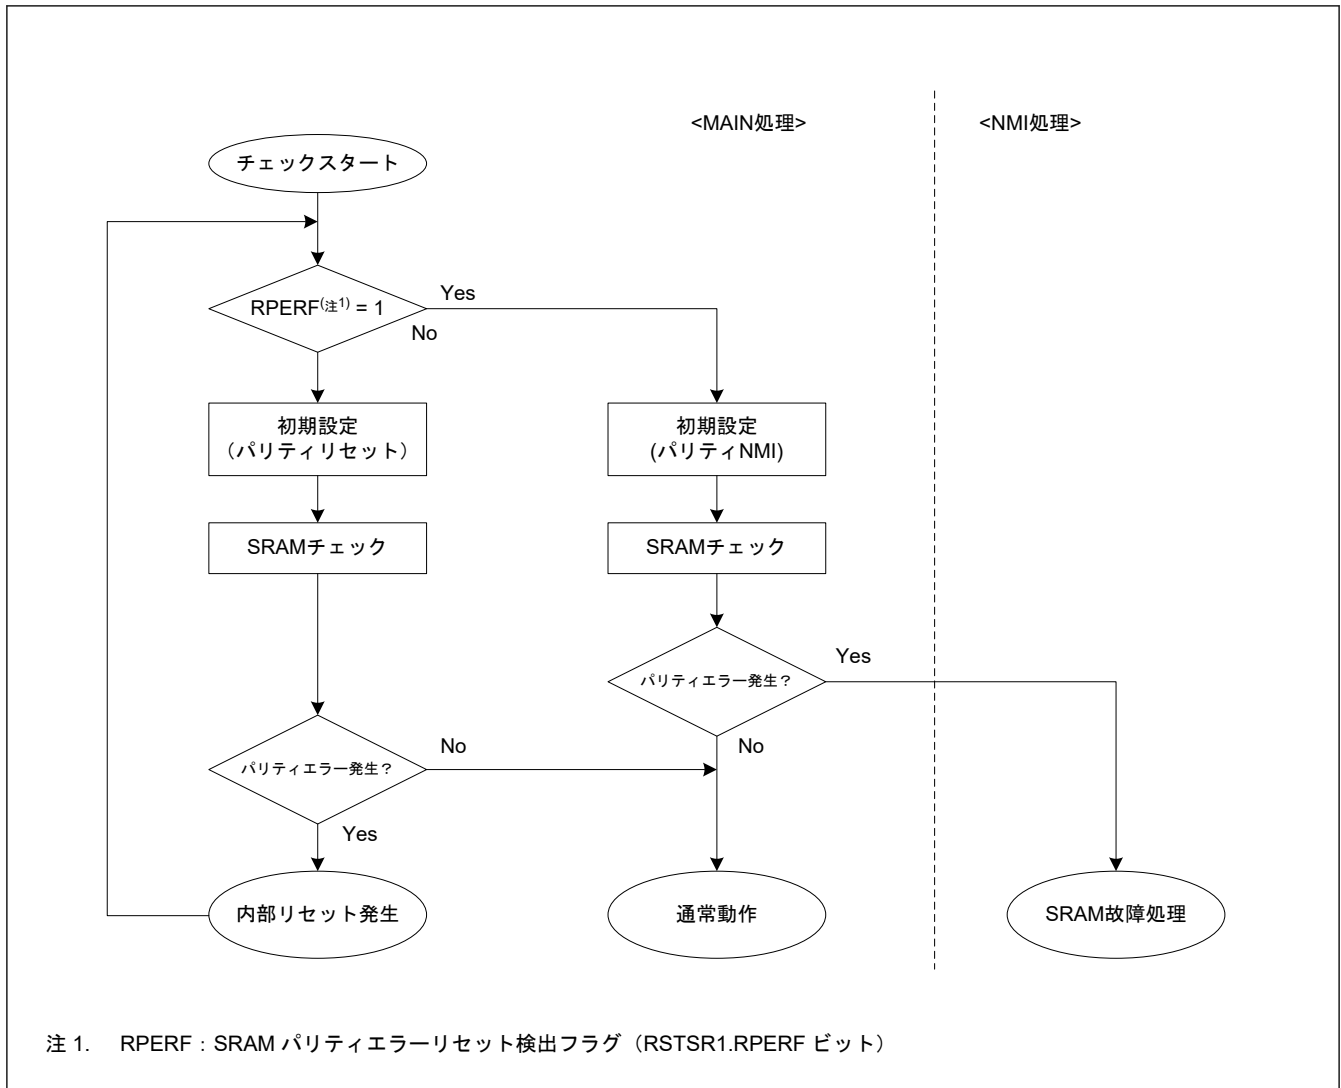 <MAIN処理>
<NMI処理>
チェックスタート
RPERF(注1) = 1
Yes
No
初期設定
（パリティリセット）
初期設定
(パリティNMI)
SRAMチェック
SRAMチェック
パリティエラー発生？
Yes
No
パリティエラー発生？
No
Yes
内部リセット発生
通常動作
SRAM故障処理
注 1. RPERF：SRAM パリティエラーリセット検出フラグ（RSTSR1.RPERF ビット）